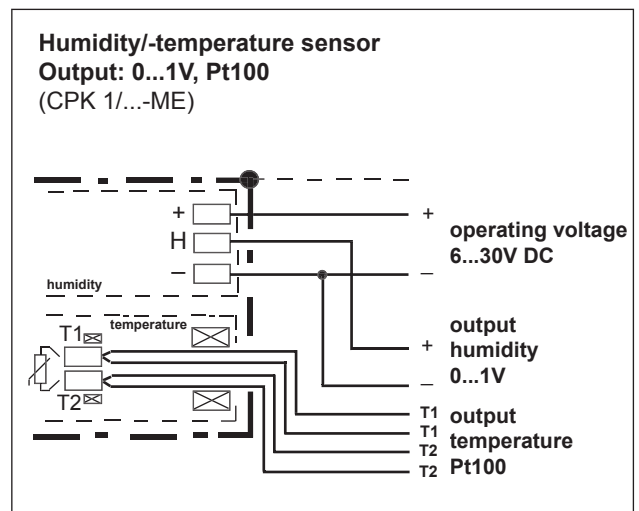 Humidity/-temperature sensor
Output: 0...1V, Pt100
(CPK 1/...-ME)
+
H
–
humidity
+
operating voltage
6...30V DC
–
temperature
T1
T2
output
+ humidity
– 0...1V
T1 output
T1 temperature
T2
T2 Pt100